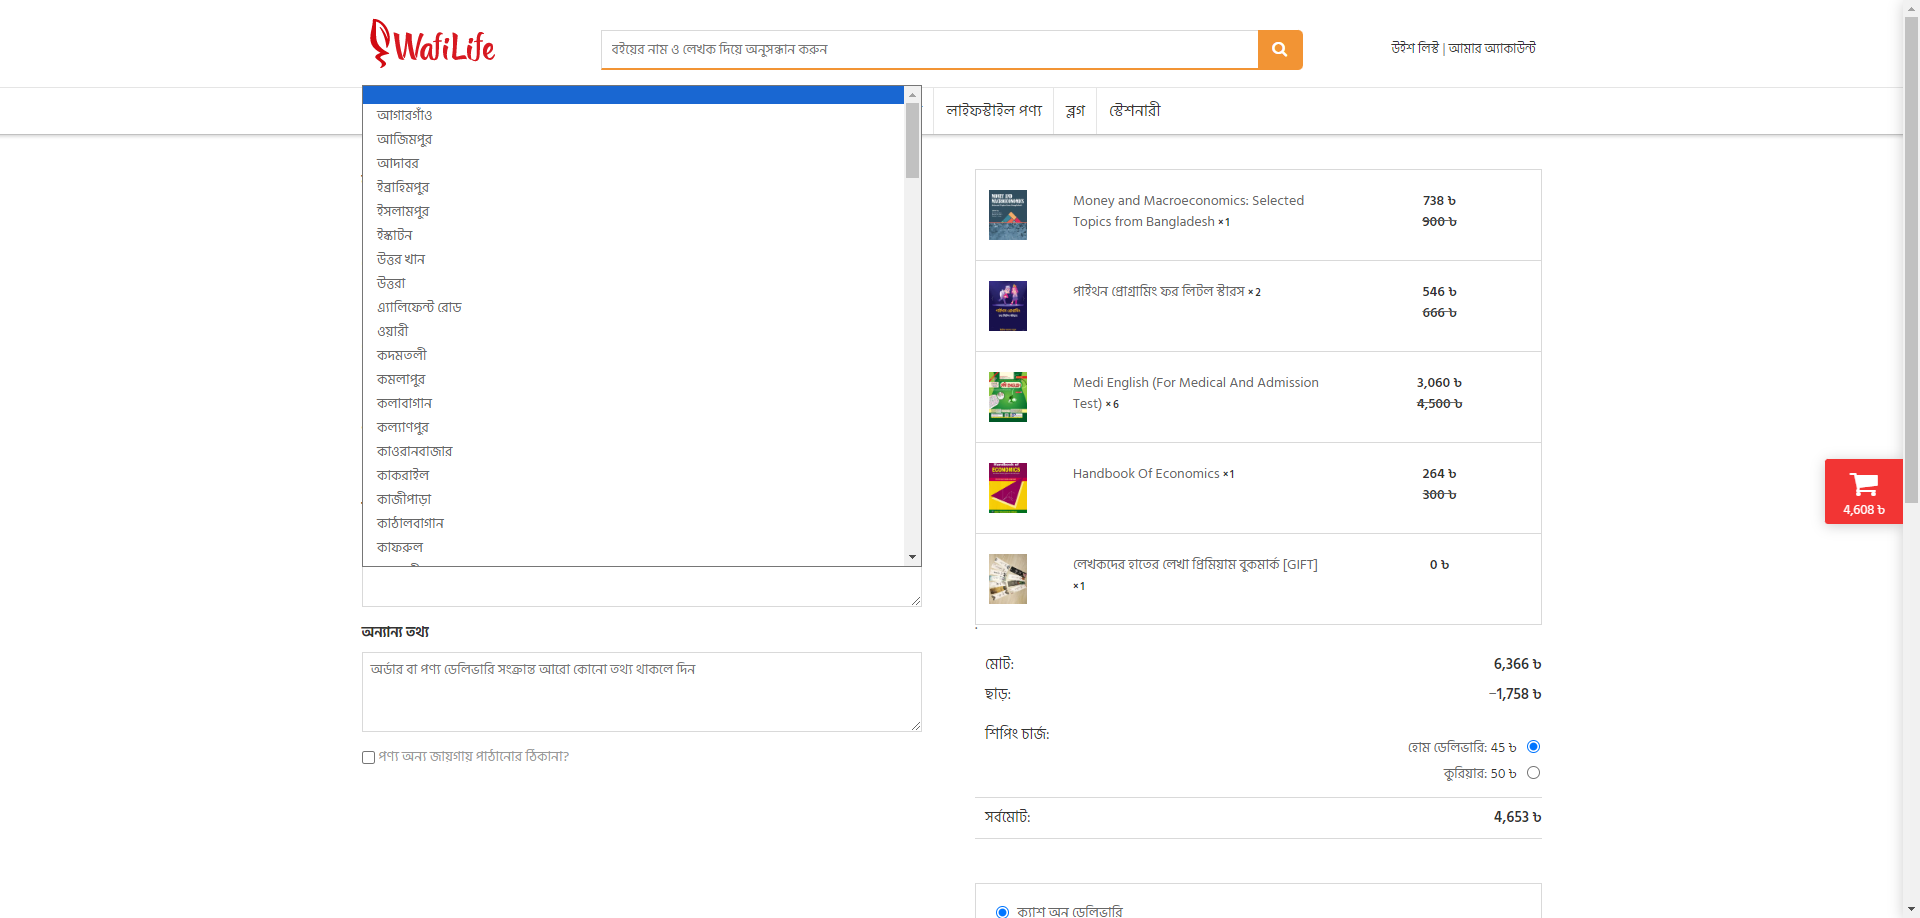 WafiLife
বইয়ের নাম ও লেখক দিয়ে অনুসন্ধান করুন
উইশ লিস্ট | আমার অ্যাকাউন্ট
লাইফস্টাইল পণ্য
ব্লগ
স্টেশনারী
আগারগাঁও
আজিমপুর
আদাবর
ইব্রাহিমপুর
ইসলামপুর
ইস্কাটন
উত্তর খান
উত্তরা
এ্যালিফেন্ট রোড
ওয়ারী
কদমতলী
কমলাপুর
কলাবাগান
কল্যাণপুর
কাওরানবাজার
কাকরাইল
কাজীপাড়া
কাঠালবাগান
কাফরুল
অন্যান্য তথ্য
অর্ডার বা পণ্য ডেলিভারি সংক্রান্ত আরো কোনো তথ্য থাকলে দিন
পণ্য অন্য জায়গায় পাঠানোর ঠিকানা?
Money and Macroeconomics: Selected
Topics from Bangladesh ×1
738 ৳
900 ৳
পাইথন প্রোগ্রামিং ফর লিটল স্টারস ×2
546 ৳
666 ৳
Medi English (For Medical And Admission
Test) ×6
3,060 ৳
4,500 ৳
Handbook Of Economics ×1
264 ৳
300 ৳
লেখকদের হাতের লেখা প্রিমিয়াম বুকমার্ক [GIFT]
×1
0 ৳
মোট:
6,366 ৳
ছাড়:
-1,758 ৳
শিপিং চার্জ:
হোম ডেলিভারি: 45 ৳
কুরিয়ার: 50 ৳
সর্বমোট:
4,653 ৳
ক্যাশ অন ডেলিভারি
4,608 ৳